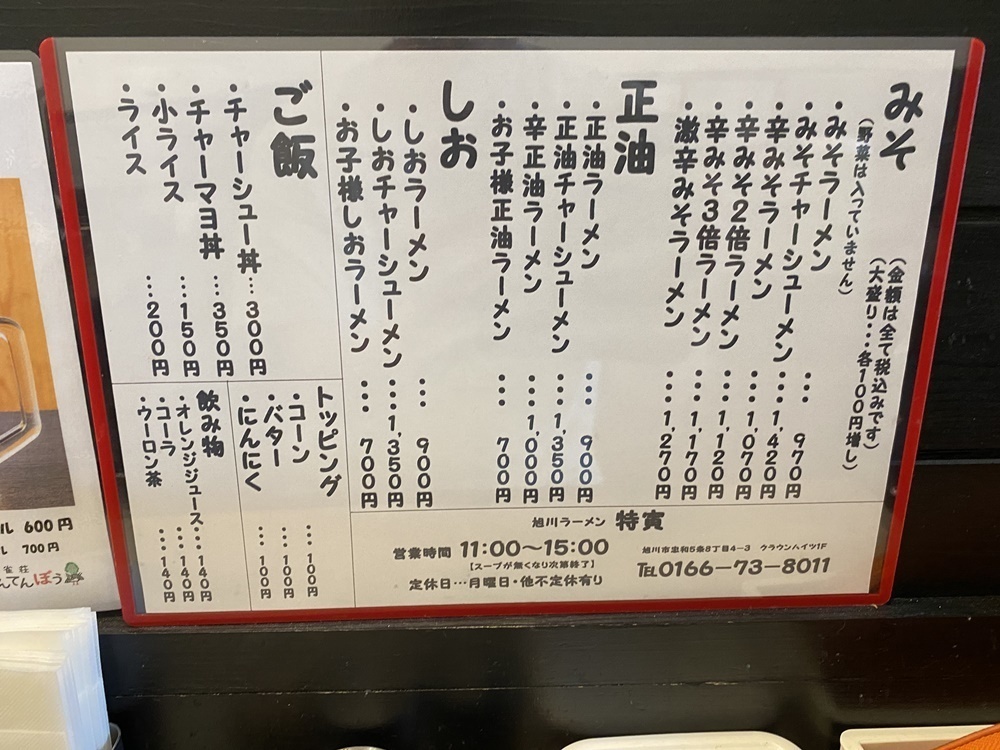 みそ
(金額は全て税込みです)
(大盛り・・・各100円増し)
(野菜は入っていません)
・みそラーメン・・・970円
・みそチャーシューメン・・・1,420円
・辛みそラーメン・・・1,070円
・辛みそ2倍ラーメン・・・1,120円
・辛みそ3倍ラーメン・・・1,170円
・激辛みそラーメン・・・1,270円
正油
・正油ラーメン・・・900円
・正油チャーシューメン・・・1,350円
・辛正油ラーメン・・・1,000円
・お子様正油ラーメン・・・700円
しお
・しおラーメン・・・900円
・しおチャーシューメン・・・1,350円
・お子様しおラーメン・・・700円
ご飯
・チャーシュー丼・・・300円
・チャーマヨ丼・・・350円
・小ライス・・・150円
・ライス・・・200円
トッピング
・コーン・・・100円
・バター・・・100円
・にんにく・・・100円
飲み物
・オレンジジュース・・・140円
・コーラ・・・140円
・ウーロン茶・・・140円
旭川ラーメン 特寅
営業時間 11:00〜15:00
【スープが無くなり次第終了】
定休日・・・月曜日・他不定休有り
旭川市忠和5条8丁目4−3 クラウンハイツ1F
TEL0166−73−8011
ル 600円
ル 700円
雀荘
んてんぼう